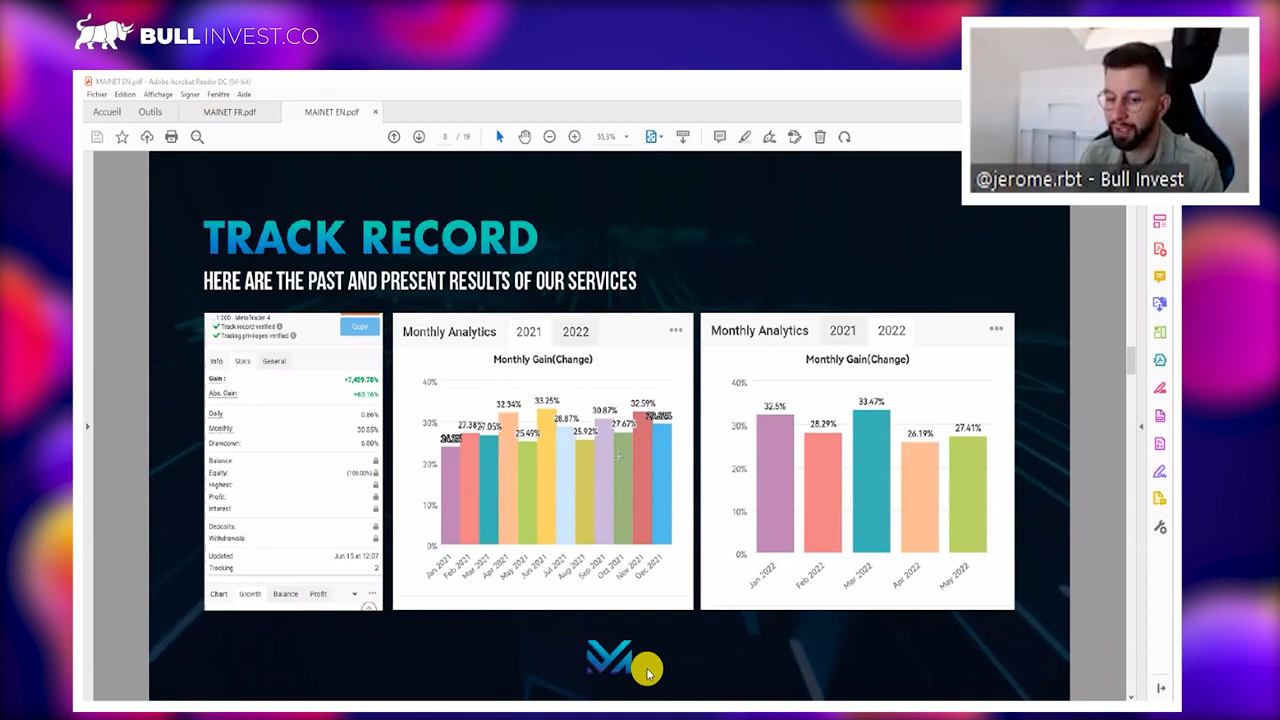 BULLINVEST.CO
MAINET EN.pdf - Adobe Acrobat Reader DC (64-bit)
Fichier Edition Affichage Signer Fenêtre Aide
Accueil Outils MAINET FR.pdf MAINET EN.pdf ×
8 / 19 55,3%
@jerome.rbt - Bull Invest
TRACK RECORD
HERE ARE THE PAST AND PRESENT RESULTS OF OUR SERVICES
1:200, MetaTrader 4
Track record verified
Trading privileges verified
Copy
Info Stats General
Gain: +7,459.78%
Abs. Gain: +63.16%
Daily 0.86%
Monthly: 30.85%
Drawdown: 6.80%
Balance:
Equity: (100.00%)
Highest:
Profit:
Interest
Deposits:
Withdrawals:
Updated Jun 15 at 12:07
Tracking 2
Chart Growth Balance Profit
Monthly Analytics 2021 2022
Monthly Gain(Change)
40%
30%
20%
10%
0%
27.38%
27.05%
32.34%
25.49%
33.25%
28.87%
25.92%
30.87%
27.67%
32.59%
Jan 2021
Feb 2021
Mar 2021
Apr 2021
May 2021
Jun 2021
Jul 2021
Aug 2021
Sep 2021
Oct 2021
Nov 2021
Dec 2021
Monthly Analytics 2021 2022
Monthly Gain(Change)
40%
30%
20%
10%
0%
32.5%
28.29%
33.47%
26.19%
27.41%
Jan 2022
Feb 2022
Mar 2022
Apr 2022
May 2022